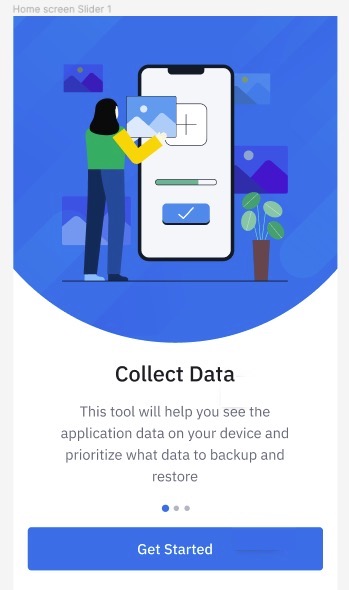 Home screen Slider 1
Collect Data
This tool will help you see the
application data on your device and
prioritize what data to backup and
restore
Get Started